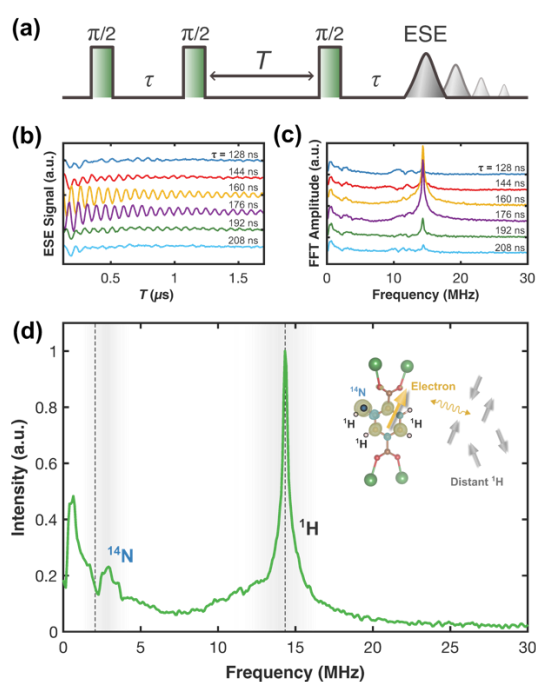 (a)
π/2 π/2 π/2 ESE
τ T τ
(b)
ESE Signal (a.u.)
τ = 128 ns
144 ns
160 ns
176 ns
192 ns
208 ns
0.5 1 1.5
T (μs)
(c)
FFT Amplitude (a.u.)
τ = 128 ns
144 ns
160 ns
176 ns
192 ns
208 ns
0 10 20 30
Frequency (MHz)
(d)
Intensity (a.u.)
1
0.8
0.6
0.4
0.2
0
¹⁴N
¹H
Electron
¹⁴N
¹H
¹H
¹H
Distant ¹H
0 5 10 15 20 25 30
Frequency (MHz)